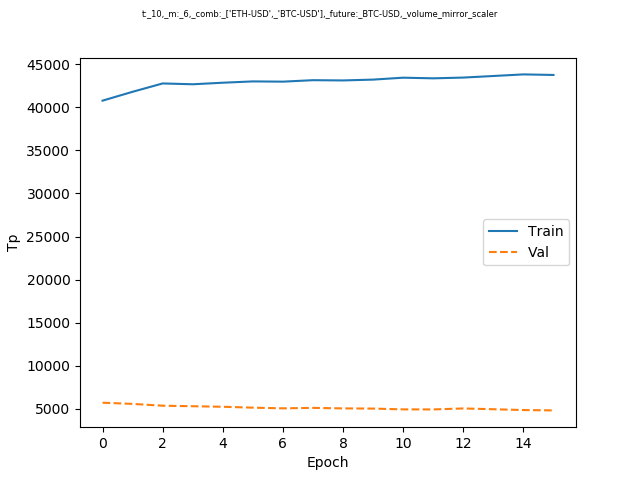 t:_10,_m:_6,_comb:_['ETH-USD',_'BTC-USD'],_future:_BTC-USD,_volume_mirror_scaler
45000
40000
35000
30000
25000
20000
15000
10000
5000
Tp
Train
Val
0 2 4 6 8 10 12 14
Epoch